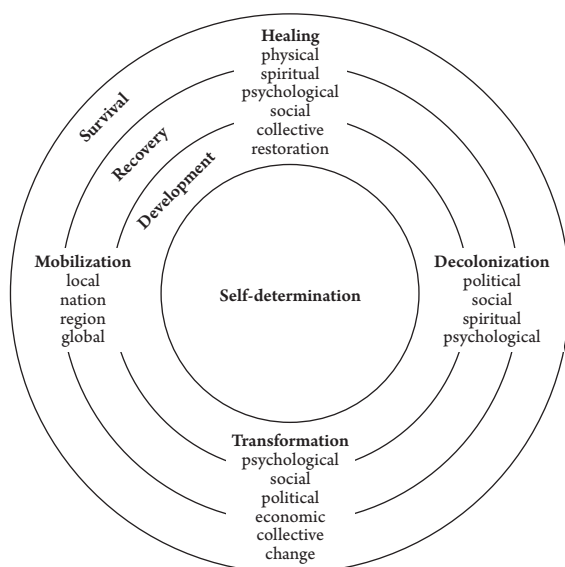 Healing
physical
spiritual
psychological
social
collective
restoration
Survival
Recovery
Development
Mobilization
local
nation
region
global
Self-determination
Decolonization
political
social
spiritual
psychological
Transformation
psychological
social
political
economic
collective
change